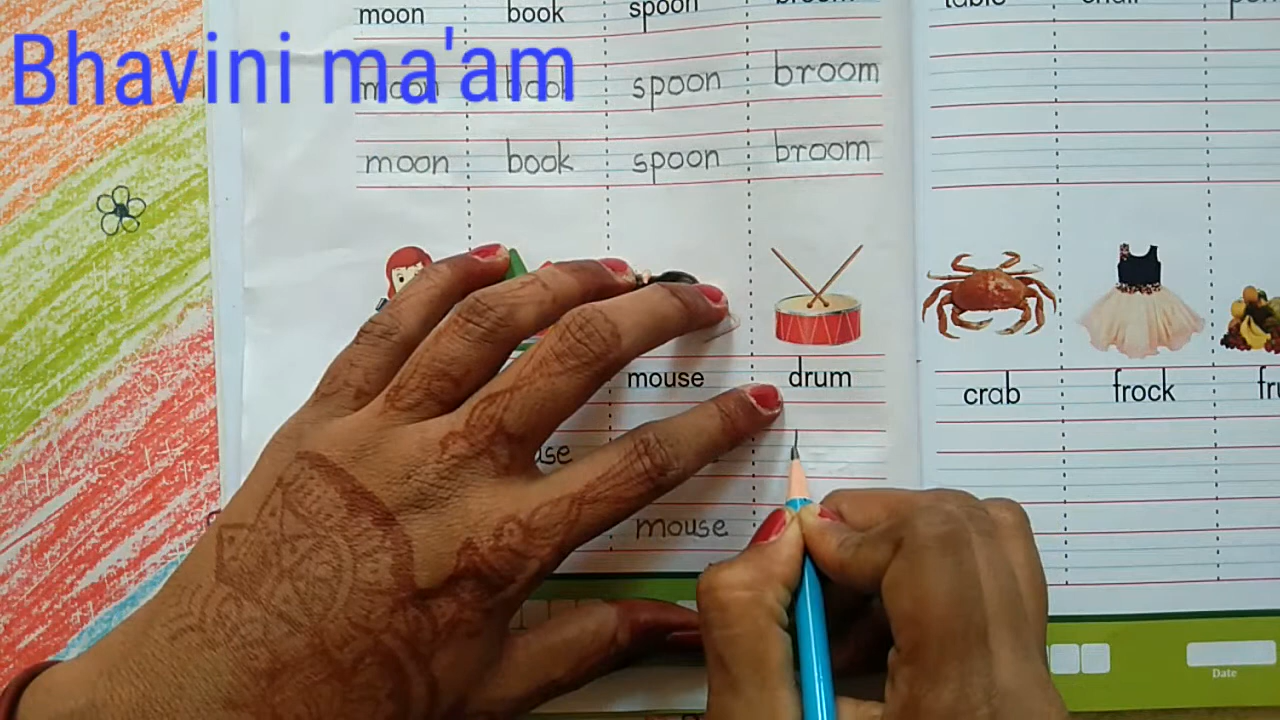 moon book spoon
Bhavini ma'am
moon book spoon broom
moon book spoon broom
mouse drum
crab frock
mouse
Date